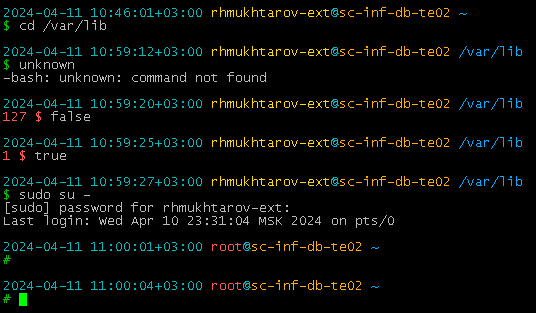 2024-04-11 10:46:01+03:00 rhmukhtarov-ext@sc-inf-db-te02 ~
$ cd /var/lib
2024-04-11 10:59:12+03:00 rhmukhtarov-ext@sc-inf-db-te02 /var/lib
$ unknown
-bash: unknown: command not found
2024-04-11 10:59:20+03:00 rhmukhtarov-ext@sc-inf-db-te02 /var/lib
127 $ false
2024-04-11 10:59:25+03:00 rhmukhtarov-ext@sc-inf-db-te02 /var/lib
1 $ true
2024-04-11 10:59:27+03:00 rhmukhtarov-ext@sc-inf-db-te02 /var/lib
$ sudo su -
[sudo] password for rhmukhtarov-ext:
Last login: Wed Apr 10 23:31:04 MSK 2024 on pts/0
2024-04-11 11:00:01+03:00 root@sc-inf-db-te02 ~
#
2024-04-11 11:00:04+03:00 root@sc-inf-db-te02 ~
#